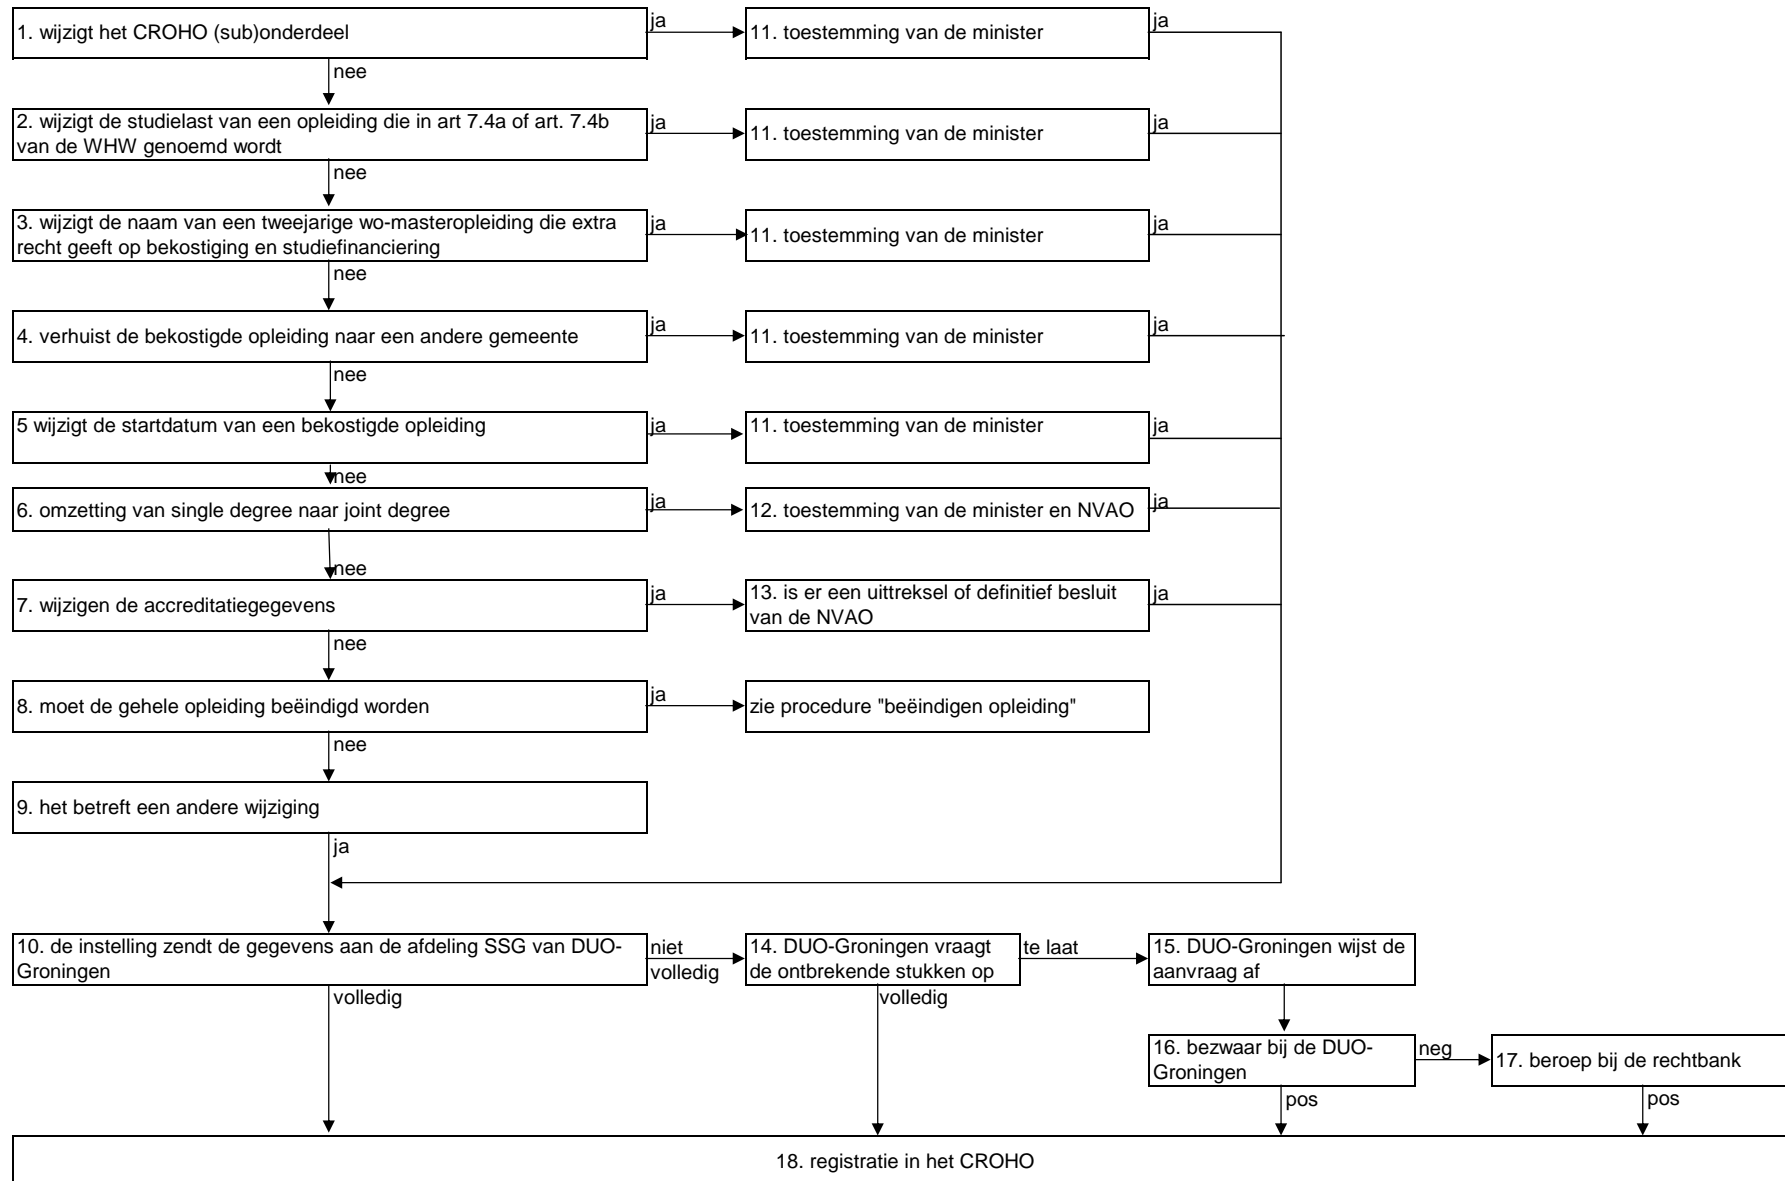 1. wijzigt het CROHO (sub)onderdeel
ja
11. toestemming van de minister
ja
nee
2. wijzigt de studielast van een opleiding die in art 7.4a of art. 7.4b
van de WHW genoemd wordt
ja
11. toestemming van de minister
ja
nee
3. wijzigt de naam van een tweejarige wo-masteropleiding die extra
recht geeft op bekostiging en studiefinanciering
ja
11. toestemming van de minister
ja
nee
4. verhuist de bekostigde opleiding naar een andere gemeente
ja
11. toestemming van de minister
ja
nee
5 wijzigt de startdatum van een bekostigde opleiding
ja
11. toestemming van de minister
ja
nee
6. omzetting van single degree naar joint degree
ja
12. toestemming van de minister en NVAO
ja
nee
7. wijzigen de accreditatiegegevens
ja
13. is er een uittreksel of definitief besluit
van de NVAO
ja
nee
8. moet de gehele opleiding beëindigd worden
ja
zie procedure "beëindigen opleiding"
nee
9. het betreft een andere wijziging
ja
10. de instelling zendt de gegevens aan de afdeling SSG van DUO-
Groningen
niet
volledig
14. DUO-Groningen vraagt
de ontbrekende stukken op
te laat
15. DUO-Groningen wijst de
aanvraag af
volledig
volledig
16. bezwaar bij de DUO-
Groningen
neg
17. beroep bij de rechtbank
pos
pos
18. registratie in het CROHO